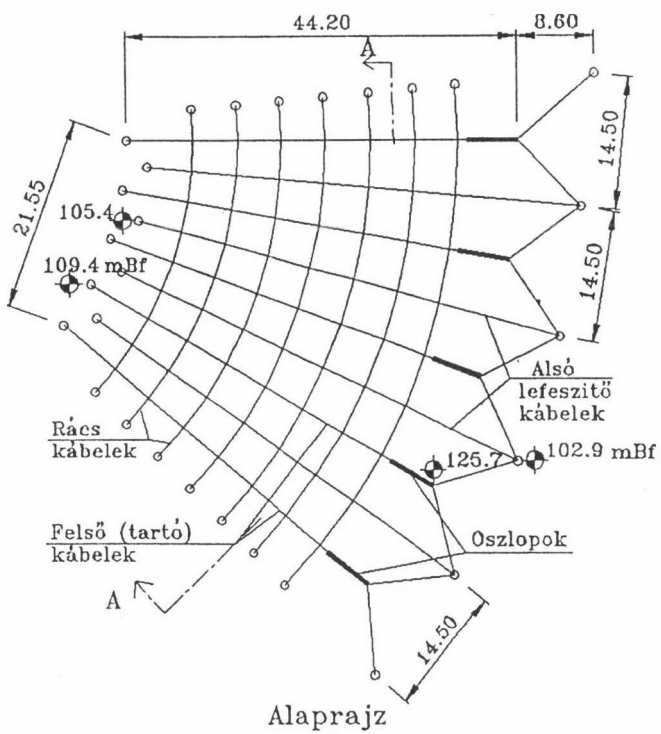 44.20
8.60
A
14.50
21.55
105.4
109.4 mBf
14.50
Alsó
lefeszitő
kábelek
Rács
kábelek
125.7
102.9 mBf
Felső (tartó)
kábelek
Oszlopok
A
14.50
Alaprajz